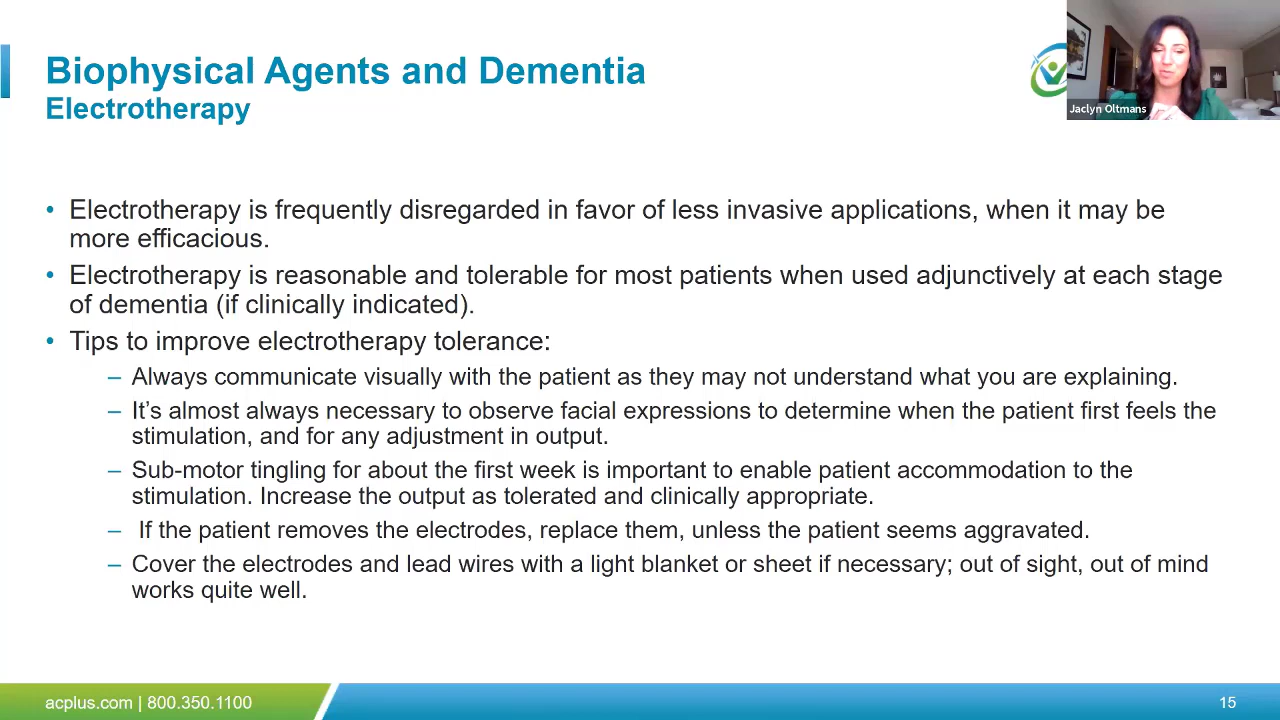 Biophysical Agents and Dementia
Electrotherapy
Jaclyn Oltmans
• Electrotherapy is frequently disregarded in favor of less invasive applications, when it may be
more efficacious.
• Electrotherapy is reasonable and tolerable for most patients when used adjunctively at each stage
of dementia (if clinically indicated).
• Tips to improve electrotherapy tolerance:
– Always communicate visually with the patient as they may not understand what you are explaining.
– It’s almost always necessary to observe facial expressions to determine when the patient first feels the
stimulation, and for any adjustment in output.
– Sub-motor tingling for about the first week is important to enable patient accommodation to the
stimulation. Increase the output as tolerated and clinically appropriate.
– If the patient removes the electrodes, replace them, unless the patient seems aggravated.
– Cover the electrodes and lead wires with a light blanket or sheet if necessary; out of sight, out of mind
works quite well.
acplus.com | 800.350.1100
15